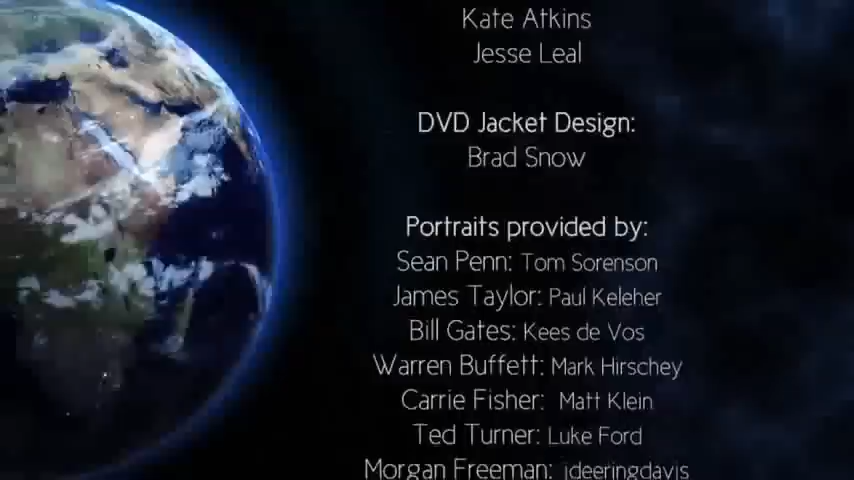 Kate Atkins
Jesse Leal
DVD Jacket Design:
Brad Snow
Portraits provided by:
Sean Penn: Tom Sorenson
James Taylor: Paul Keleher
Bill Gates: Kees de Vos
Warren Buffett: Mark Hirschey
Carrie Fisher: Matt Klein
Ted Turner: Luke Ford
Morgan Freeman: jdeeringdavis